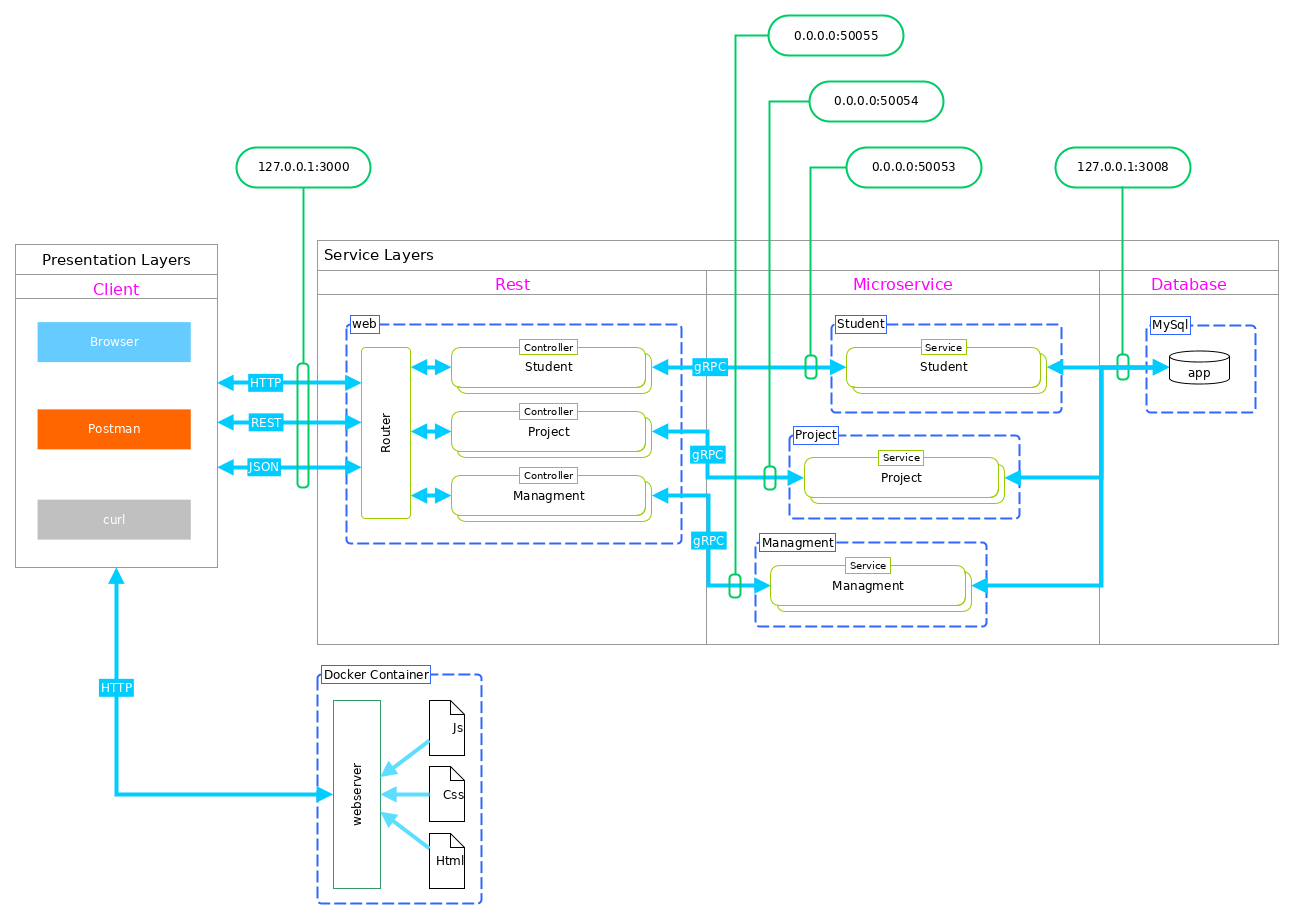 0.0.0.0:50055
0.0.0.0:50054
127.0.0.1:3000
0.0.0.0:50053
127.0.0.1:3008
Presentation Layers
Client
Browser
Postman
curl
HTTP
REST
JSON
Service Layers
Rest
Microservice
Database
web
Router
Controller
Student
Controller
Project
Controller
Managment
gRPC
gRPC
gRPC
Student
Service
Student
Project
Service
Project
Managment
Service
Managment
MySql
app
HTTP
Docker Container
webserver
Js
Css
Html